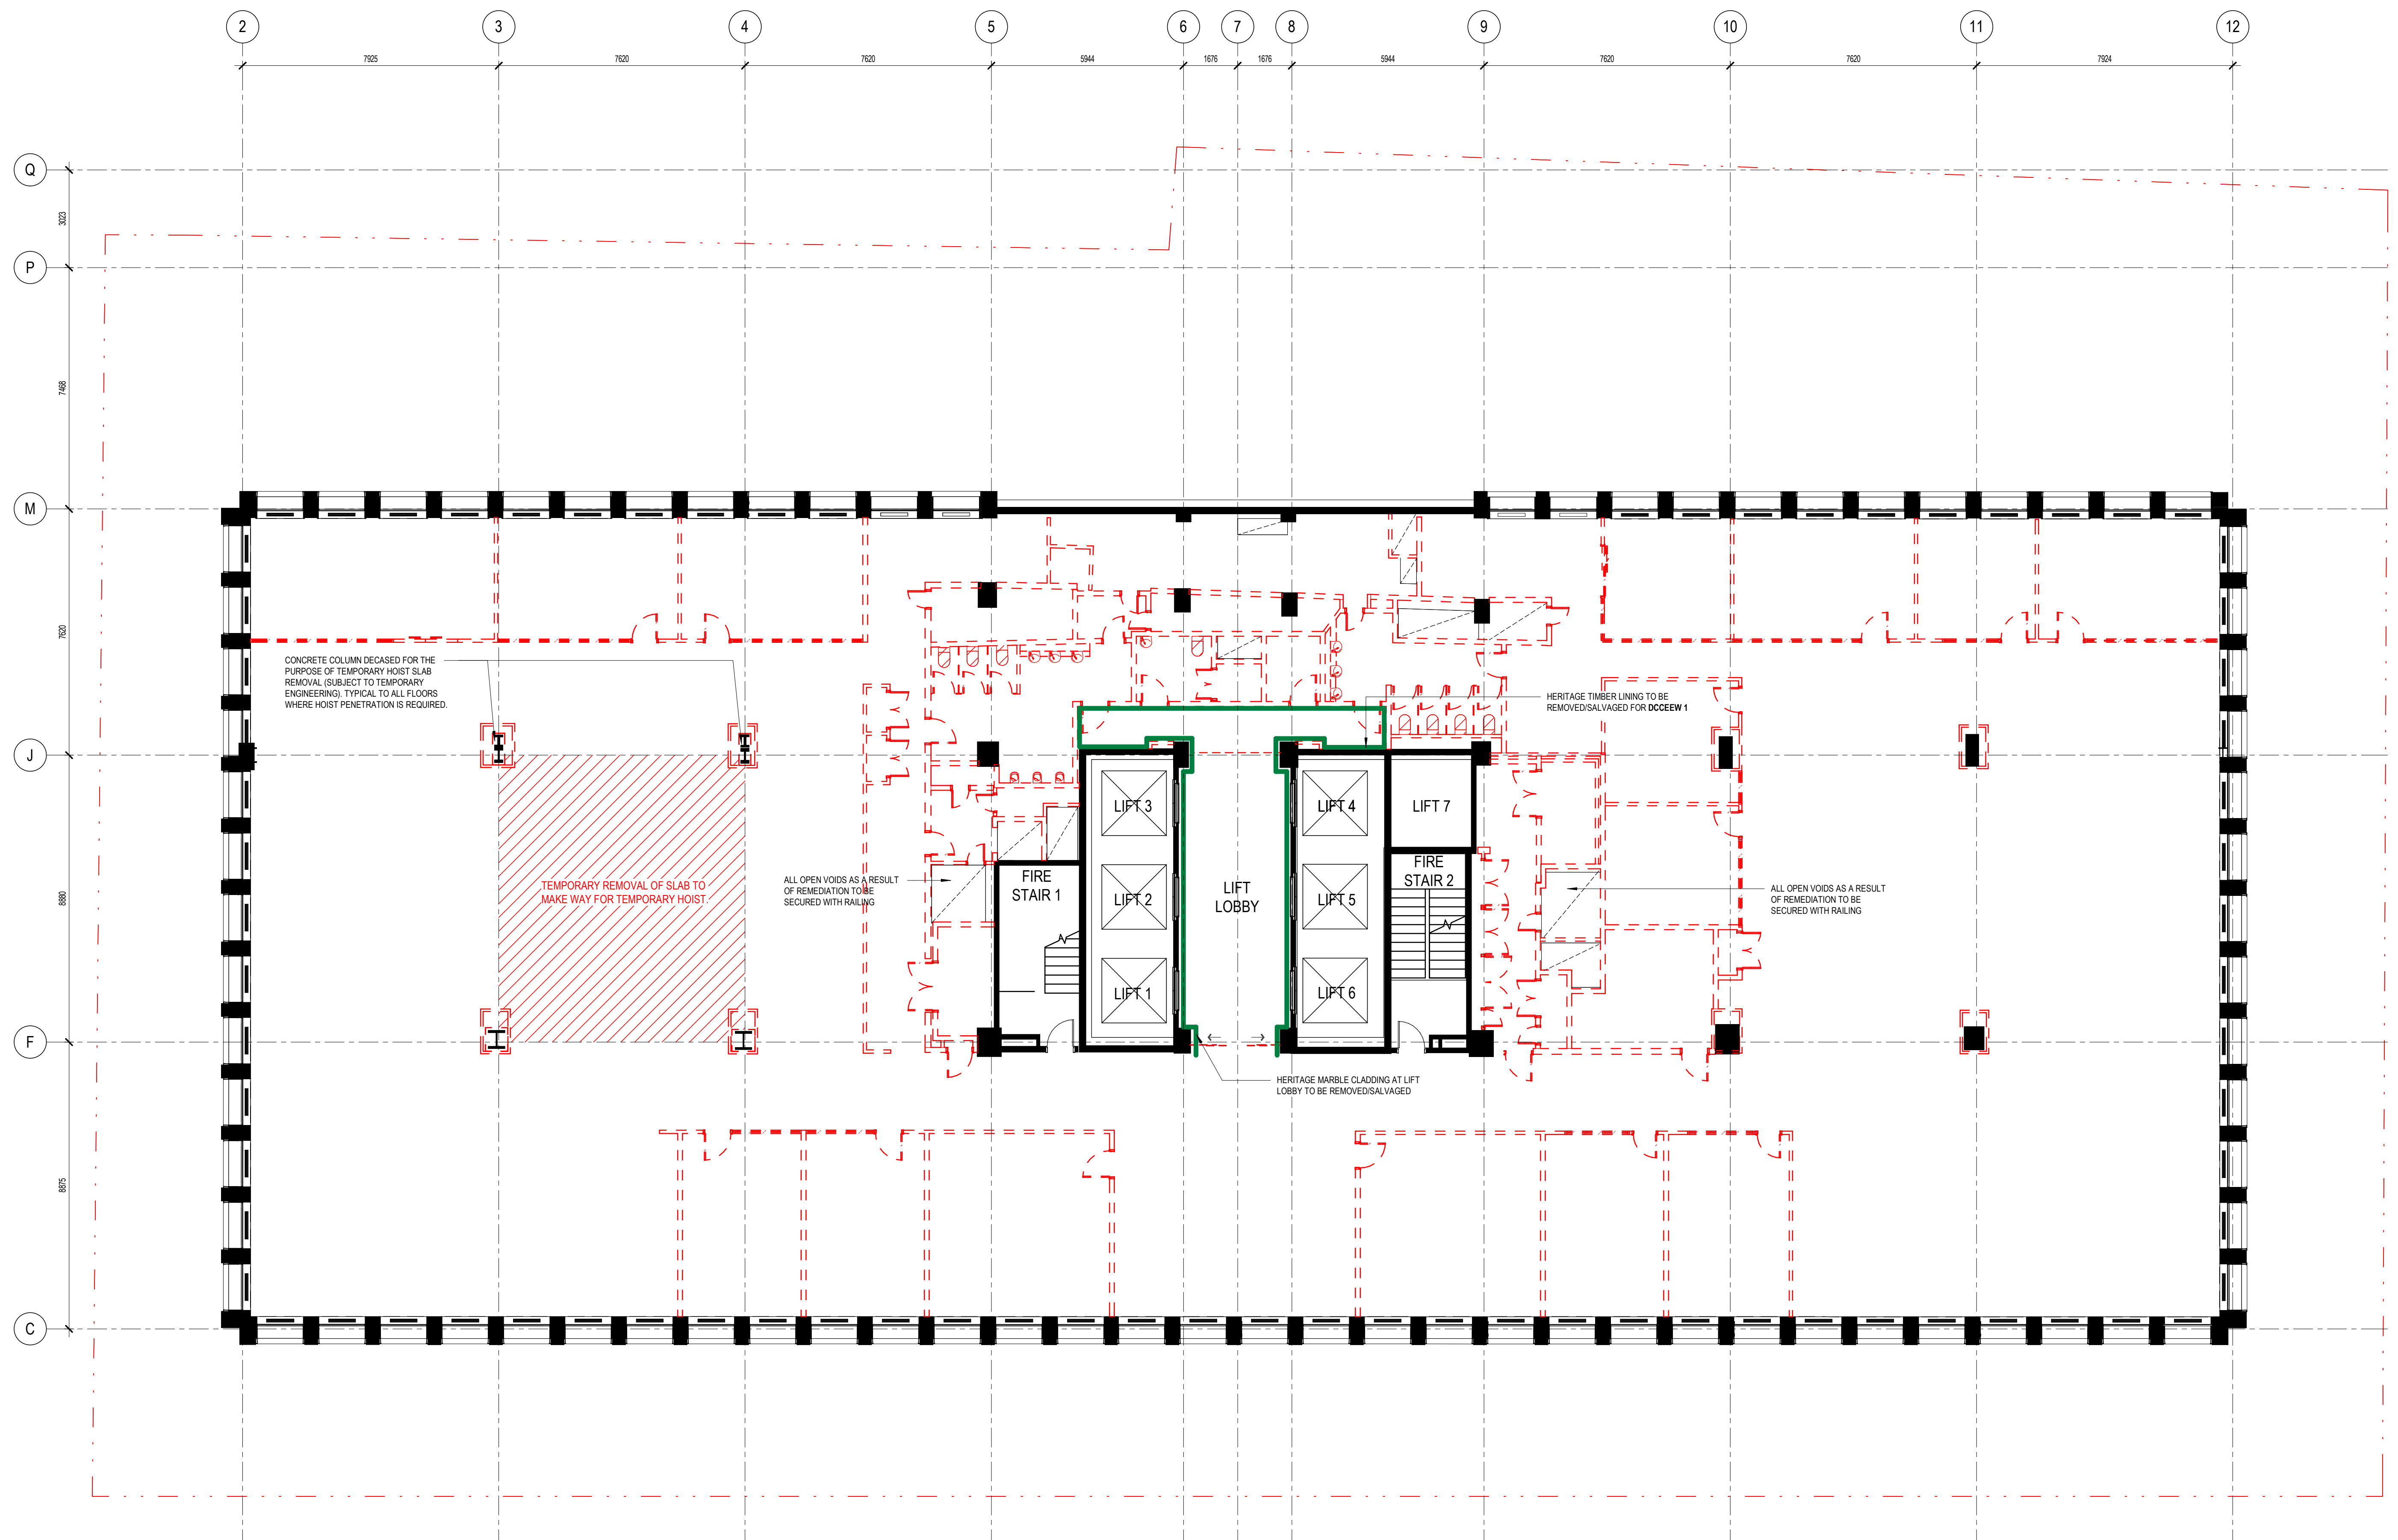 2 3 4 5 6 7 8 9 10 11 12
7925 7620 7620 5944 1676 1676 5944 7620 7620 7924
Q
3023
P
7468
M
7620
CONCRETE COLUMN DECASED FOR THE
PURPOSE OF TEMPORARY HOIST SLAB
REMOVAL (SUBJECT TO TEMPORARY
ENGINEERING). TYPICAL TO ALL FLOORS
WHERE HOIST PENETRATION IS REQUIRED.
HERITAGE TIMBER LINING TO BE
REMOVED/SALVAGED FOR DCCEEW 1
J
LIFT 3
LIFT 4
LIFT 7
8880
TEMPORARY REMOVAL OF SLAB TO
MAKE WAY FOR TEMPORARY HOIST.
ALL OPEN VOIDS AS A RESULT
OF REMEDIATION TO BE
SECURED WITH RAILING
FIRE
STAIR 1
LIFT 2
LIFT
LOBBY
LIFT 5
FIRE
STAIR 2
ALL OPEN VOIDS AS A RESULT
OF REMEDIATION TO BE
SECURED WITH RAILING
LIFT 1
LIFT 6
F
HERITAGE MARBLE CLADDING AT LIFT
LOBBY TO BE REMOVED/SALVAGED
8875
C